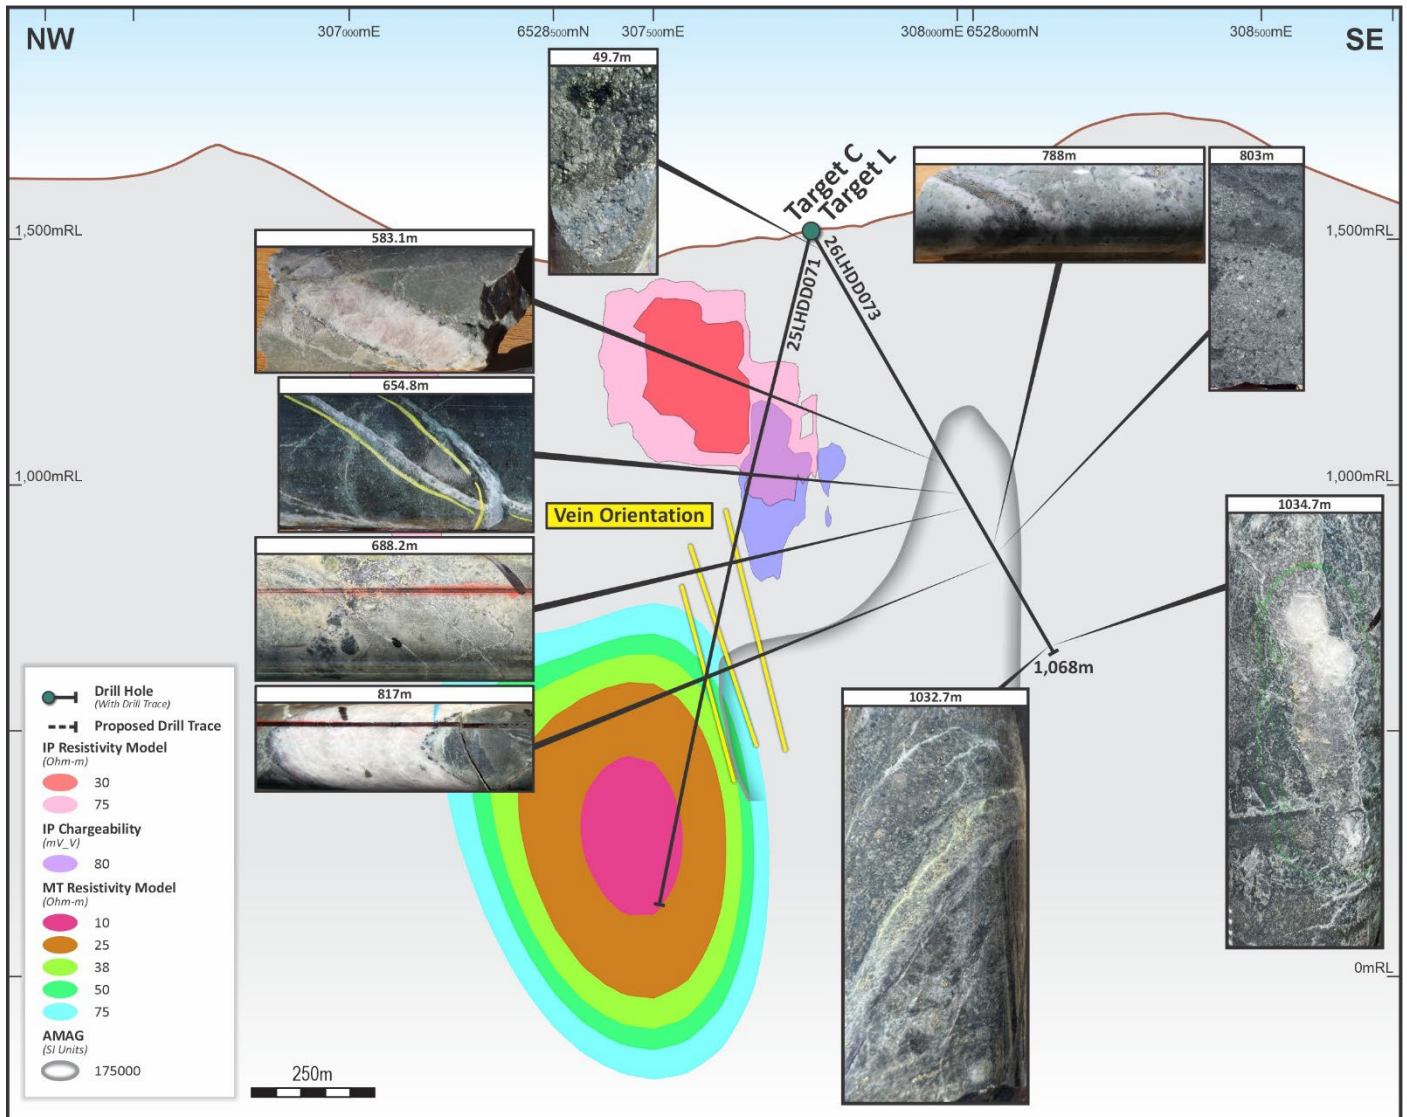 NW
307000mE
6528500mN
307500mE
308000mE
6528000mN
308500mE
SE
49.7m
Target C
Target L
788m
803m
1,500mRL
1,500mRL
583.1m
25LHDD071
26LHDD073
654.8m
1,000mRL
1,000mRL
Vein Orientation
1034.7m
688.2m
1,068m
817m
1032.7m
Drill Hole
(With Drill Trace)
Proposed Drill Trace
IP Resistivity Model
(Ohm-m)
30
75
IP Chargeability
(mV_V)
80
MT Resistivity Model
(Ohm-m)
10
25
38
50
75
AMAG
(SI Units)
175000
0mRL
250m